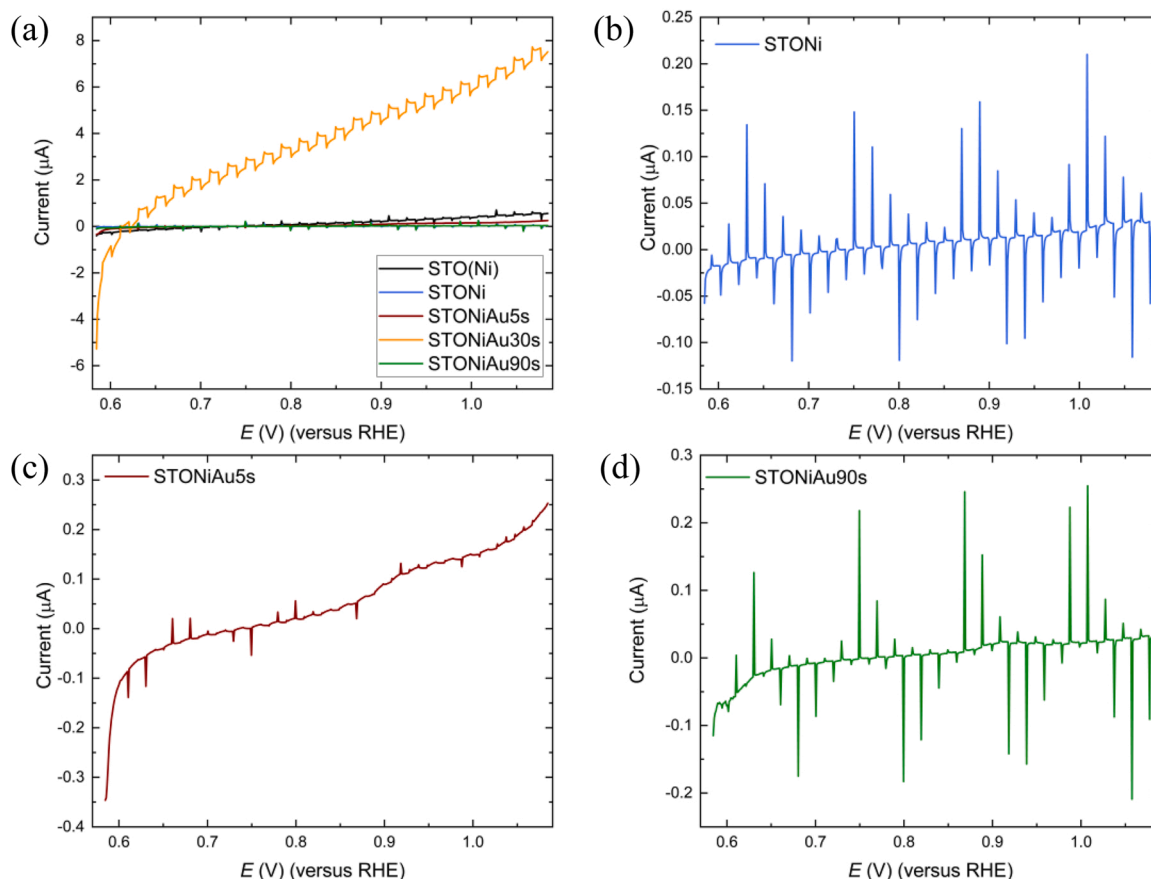 (a)
8
6
4
2
0
-2
-4
-6
Current (μA)
STO(Ni)
STONi
STONiAu5s
STONiAu30s
STONiAu90s
0.6 0.7 0.8 0.9 1.0
E (V) (versus RHE)
(b)
STONi
0.25
0.20
0.15
0.10
0.05
0.00
-0.05
-0.10
-0.15
Current (μA)
0.6 0.7 0.8 0.9 1.0
E (V) (versus RHE)
(c)
STONiAu5s
0.3
0.2
0.1
0.0
-0.1
-0.2
-0.3
-0.4
Current (μA)
0.6 0.7 0.8 0.9 1.0
E (V) (versus RHE)
(d)
STONiAu90s
0.3
0.2
0.1
0.0
-0.1
-0.2
Current (μA)
0.6 0.7 0.8 0.9 1.0
E (V) (versus RHE)